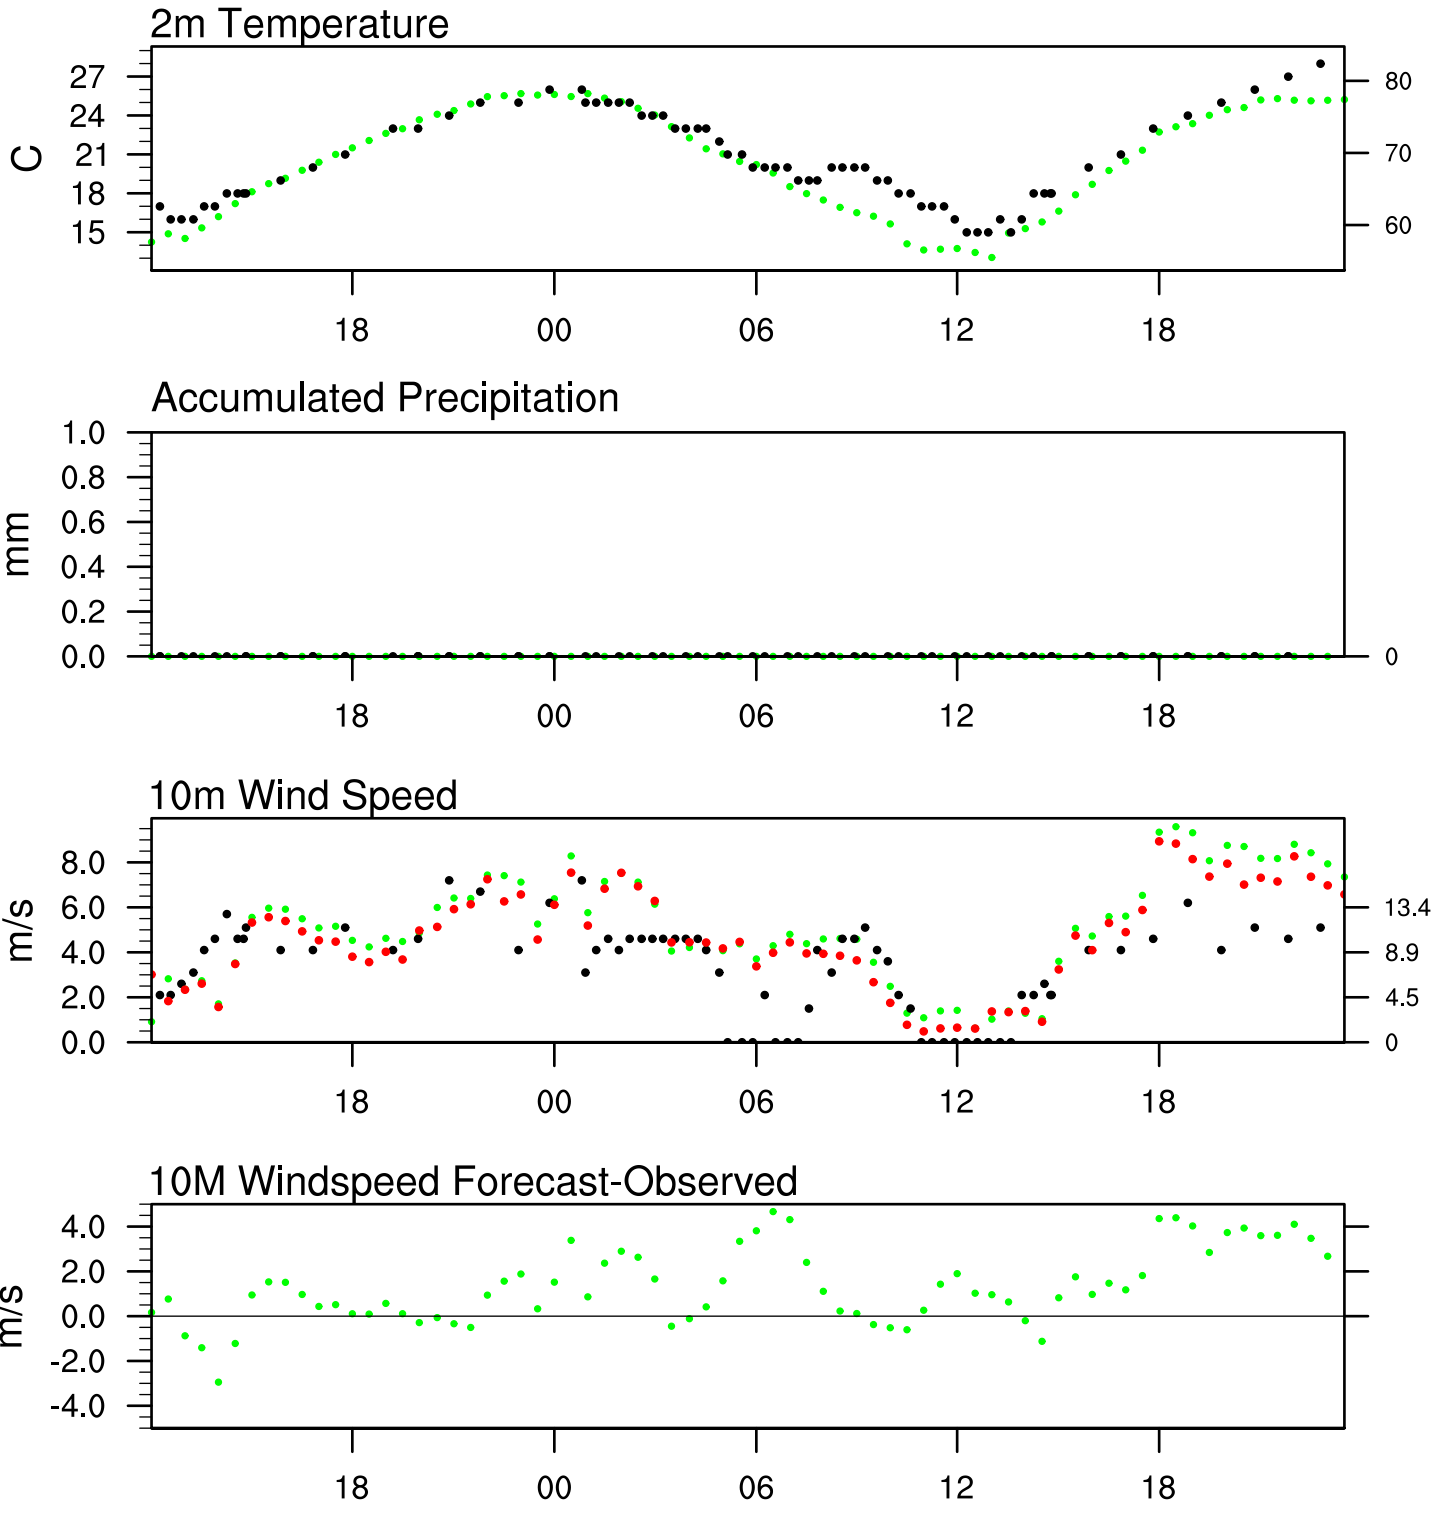 2m Temperature
27
24
21
18
15
C
80
70
60
18 00 06 12 18
Accumulated Precipitation
1.0
0.8
0.6
0.4
0.2
0.0
mm
0
18 00 06 12 18
10m Wind Speed
8.0
6.0
4.0
2.0
0.0
m/s
13.4
8.9
4.5
0
18 00 06 12 18
10M Windspeed Forecast-Observed
4.0
2.0
0.0
-2.0
-4.0
m/s
18 00 06 12 18